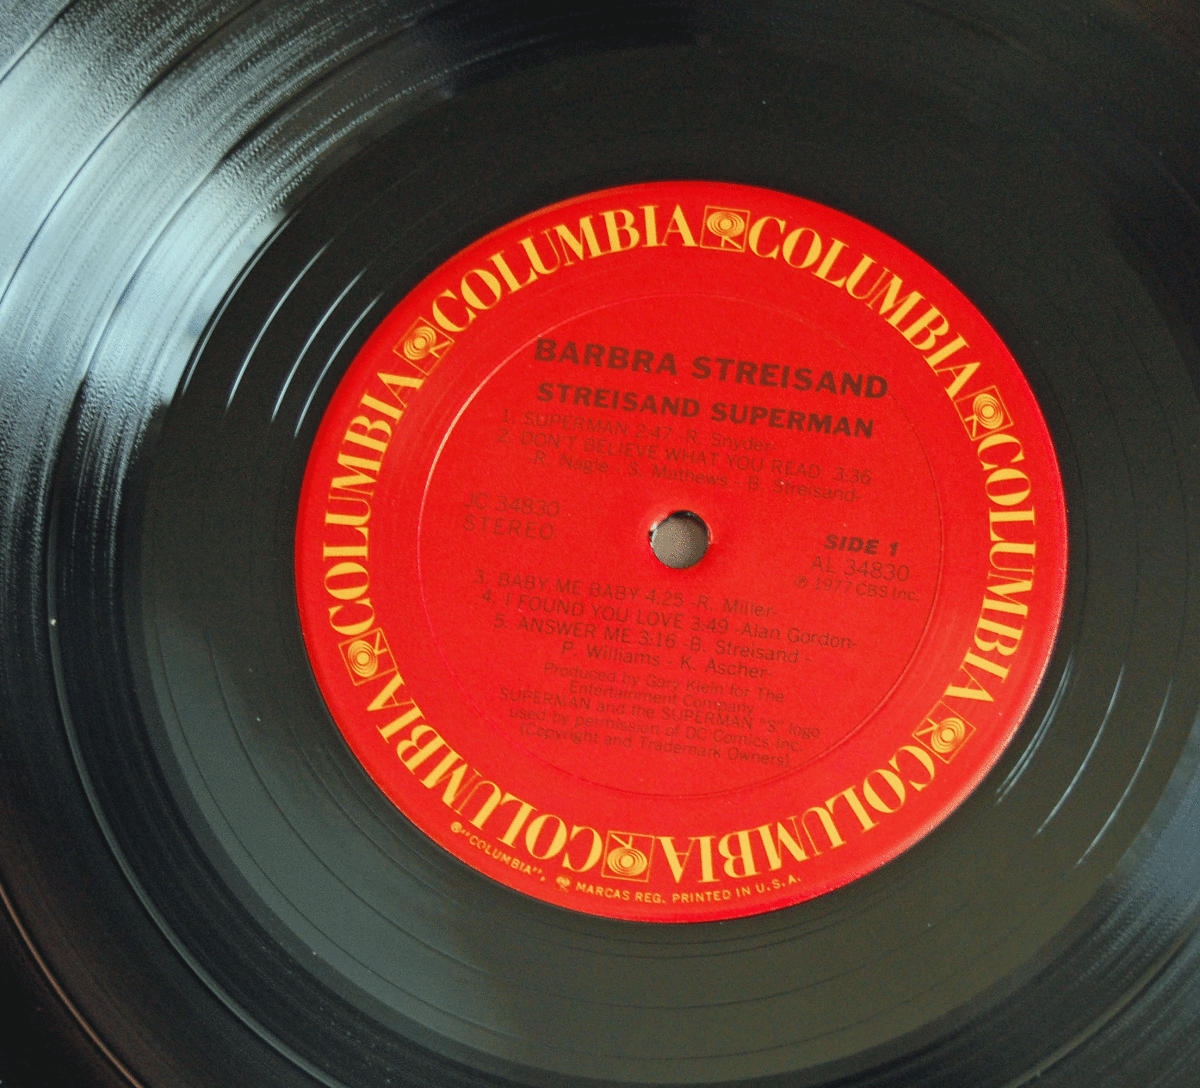 COLUMBIA COLUMBIA COLUMBIA COLUMBIA COLUMBIA COLUMBIA
BARBRA STREISAND
STREISAND SUPERMAN
1. SUPERMAN 2:47 -R. Snyder-
2. DON'T BELIEVE WHAT YOU READ 3:36
R. Nagle - S. Mathews - B. Streisand-
JC 34830
STEREO
SIDE 1
AL 34830
℗ 1977 CBS Inc.
3. BABY ME BABY 4:25 -R. Miller-
4. I FOUND YOU LOVE 3:49 -Alan Gordon-
5. ANSWER ME 3:16 -B. Streisand -
P. Williams - K. Ascher-
Produced by Gary Klein for The
Entertainment Company
SUPERMAN and the SUPERMAN "S" logo
used by permission of DC Comics Inc.
(Copyright and Trademark Owners)
®"COLUMBIA", MARCAS REG. PRINTED IN U.S.A.